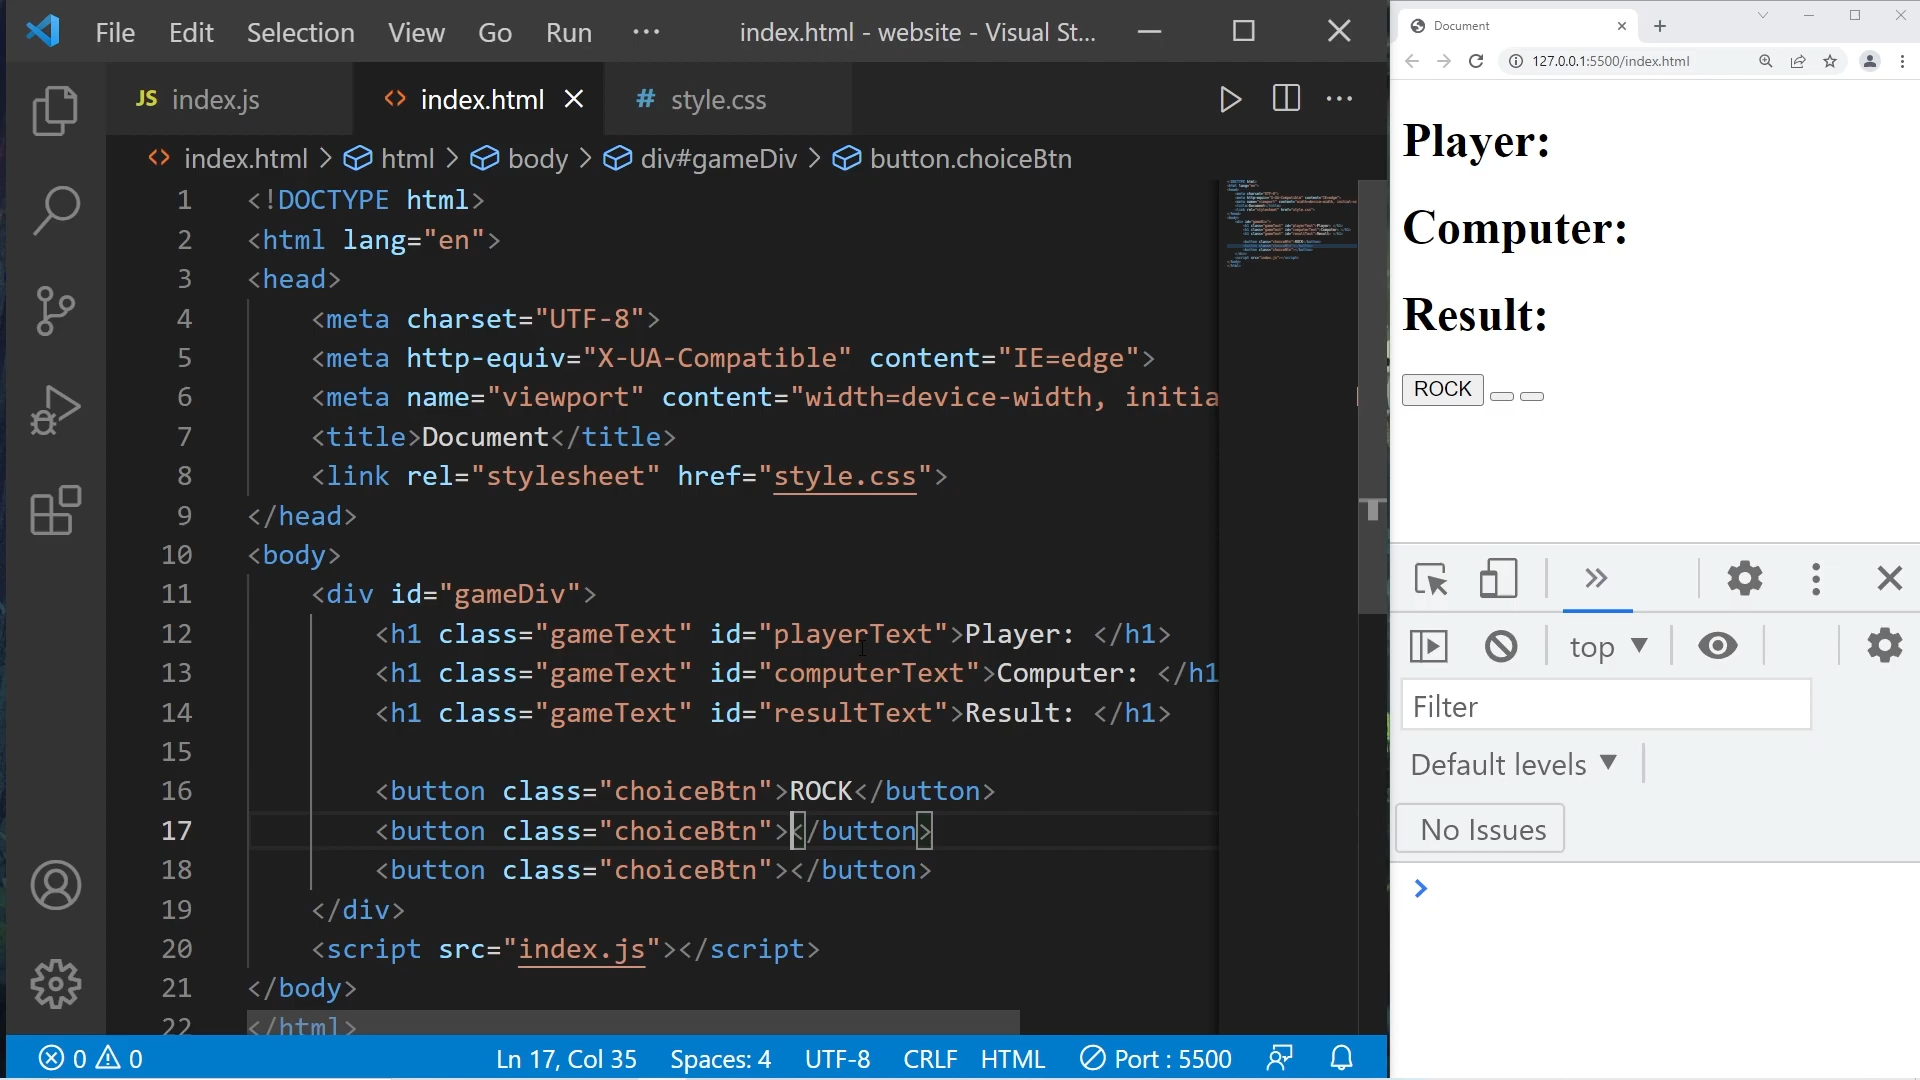 File Edit Selection View Go Run ··· index.html - website - Visual St...
JS index.js <> index.html # style.css
<> index.html > html > body > div#gameDiv > button.choiceBtn
1 <!DOCTYPE html>
2 <html lang="en">
3 <head>
4 <meta charset="UTF-8">
5 <meta http-equiv="X-UA-Compatible" content="IE=edge">
6 <meta name="viewport" content="width=device-width, initia
7 <title>Document</title>
8 <link rel="stylesheet" href="style.css">
9 </head>
10 <body>
11 <div id="gameDiv">
12 <h1 class="gameText" id="playerText">Player: </h1>
13 <h1 class="gameText" id="computerText">Computer: </h1
14 <h1 class="gameText" id="resultText">Result: </h1>
15
16 <button class="choiceBtn">ROCK</button>
17 <button class="choiceBtn"></button>
18 <button class="choiceBtn"></button>
19 </div>
20 <script src="index.js"></script>
21 </body>
22 </html>
0 0 Ln 17, Col 35 Spaces: 4 UTF-8 CRLF HTML Port : 5500
Document
127.0.0.1:5500/index.html
Player:
Computer:
Result:
ROCK
top
Filter
Default levels
No Issues